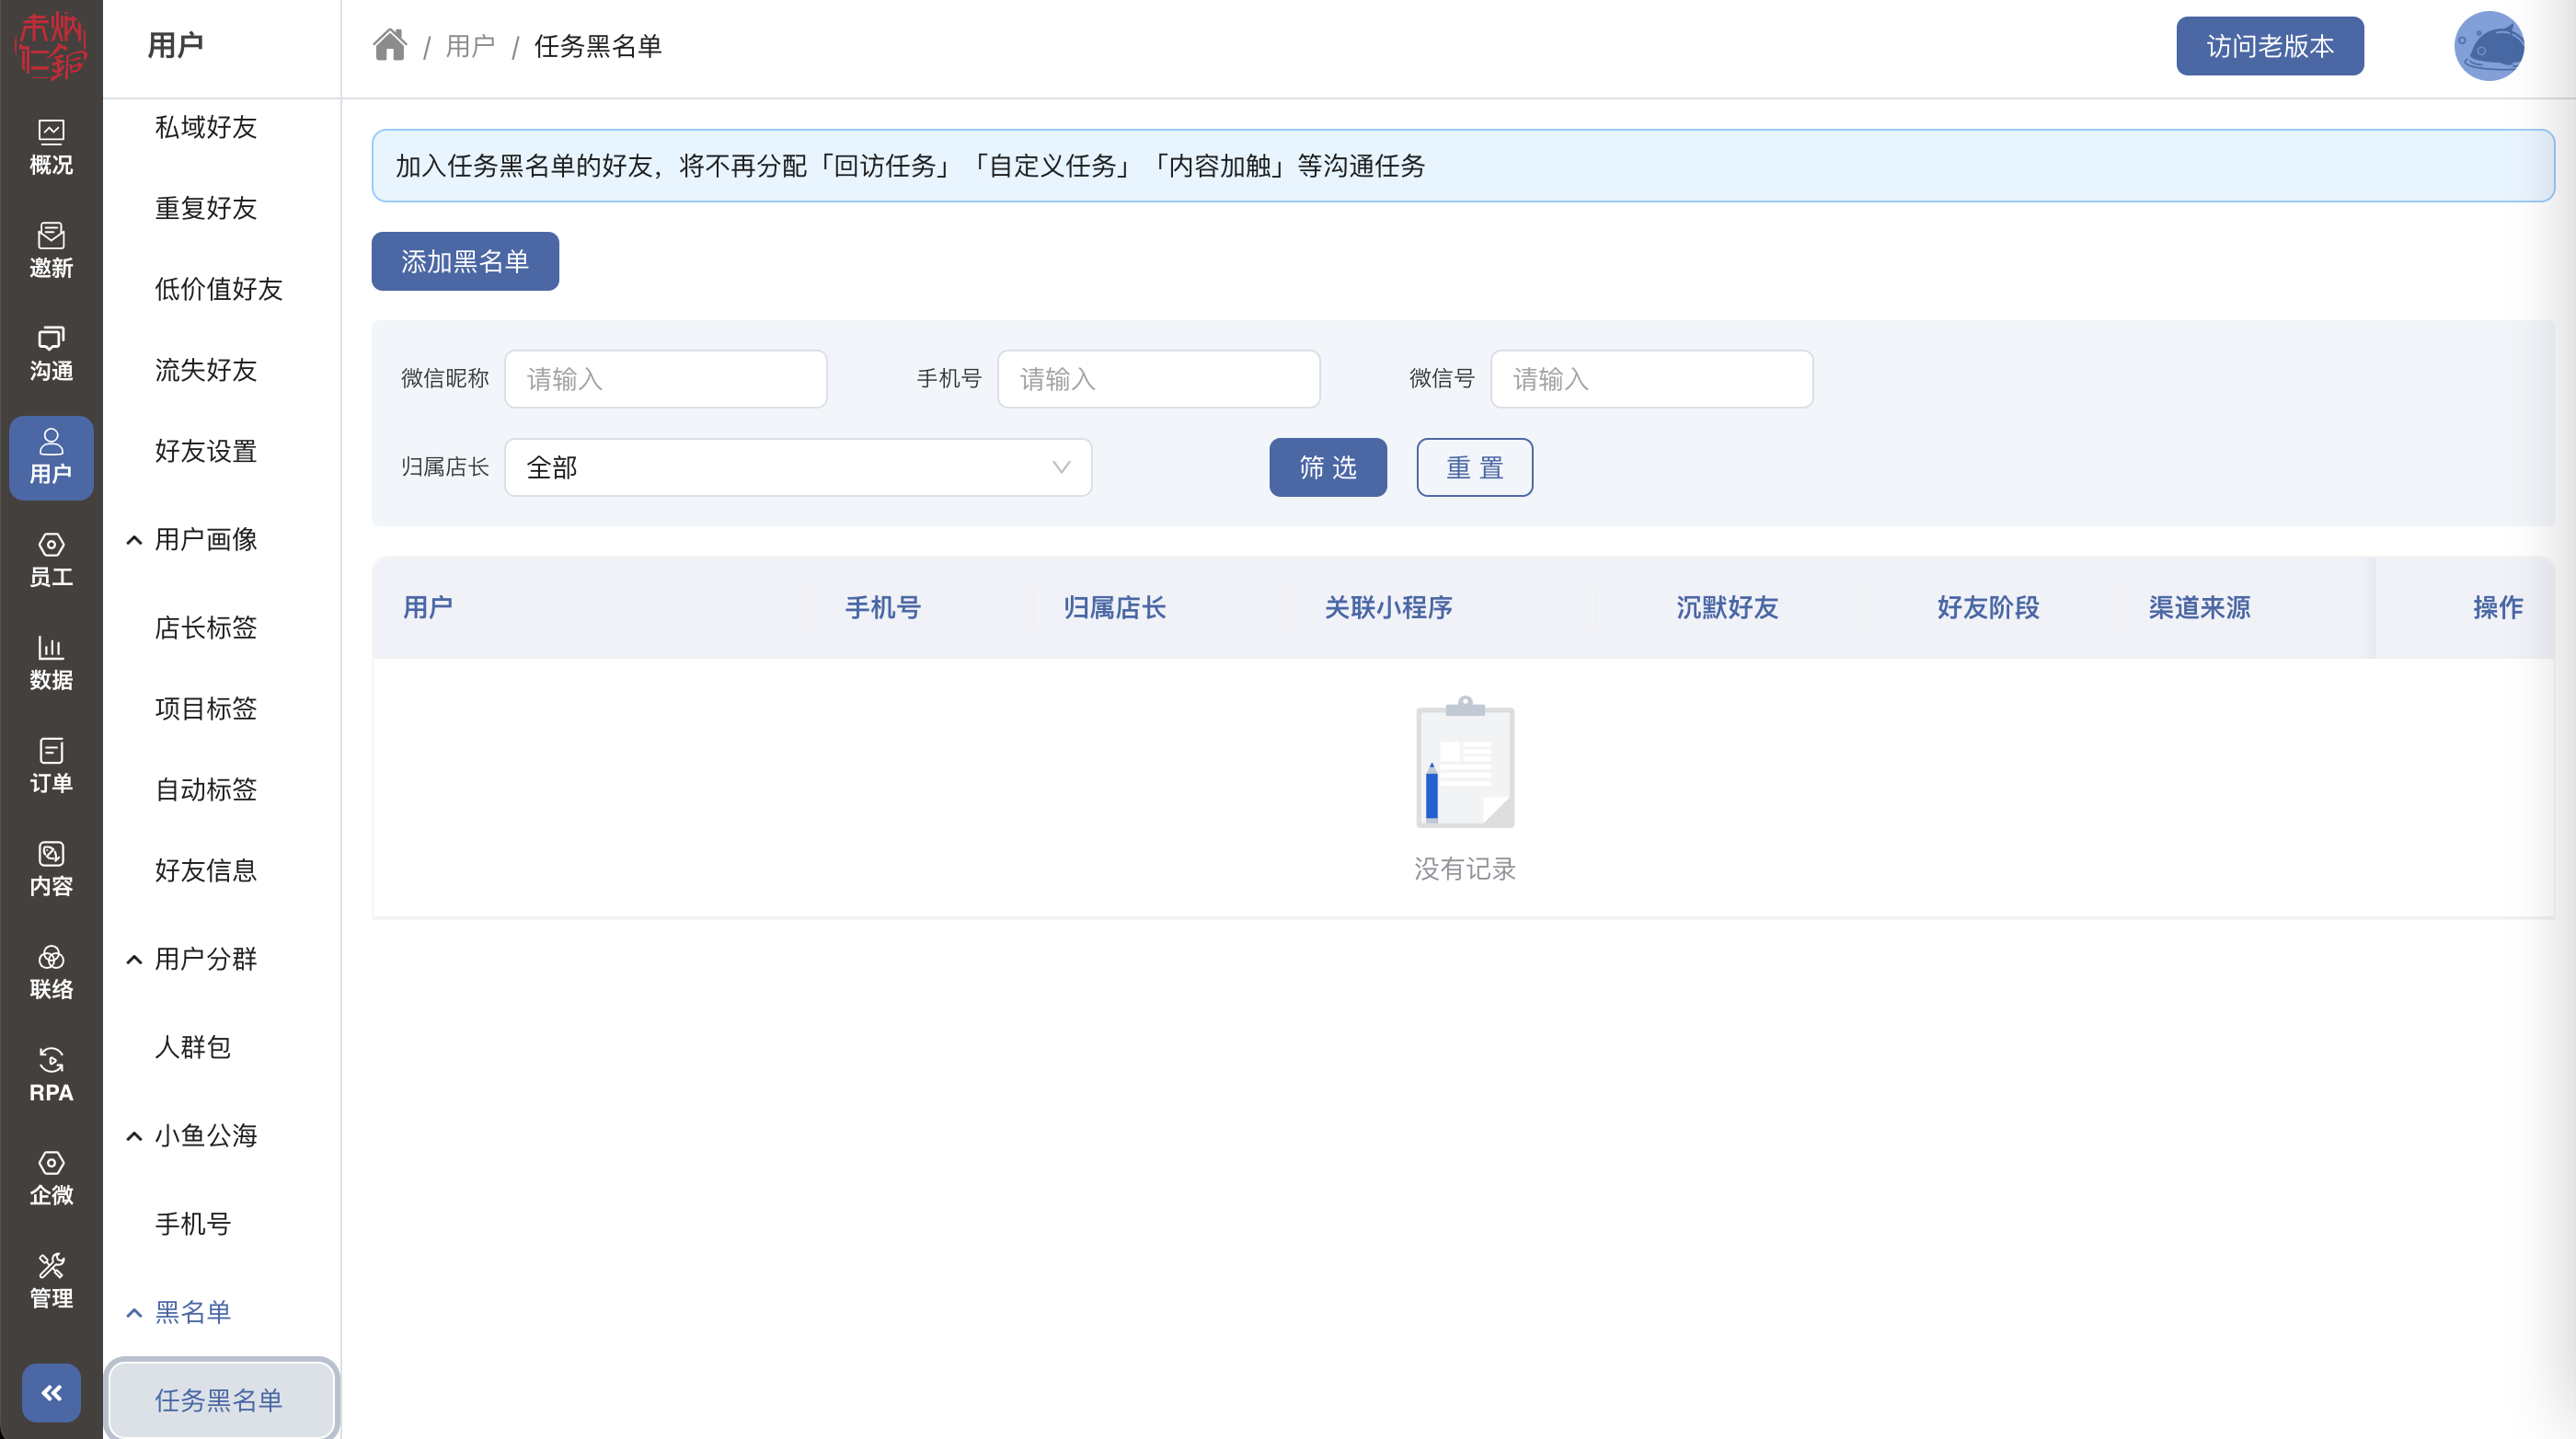 朱炳仁銅
概况
邀新
沟通
用户
员工
数据
订单
内容
联络
RPA
企微
管理
用户
私域好友
重复好友
低价值好友
流失好友
好友设置
用户画像
店长标签
项目标签
自动标签
好友信息
用户分群
人群包
小鱼公海
手机号
黑名单
任务黑名单
/ 用户 / 任务黑名单
访问老版本
加入任务黑名单的好友，将不再分配「回访任务」「自定义任务」「内容加触」等沟通任务
添加黑名单
微信昵称 请输入 手机号 请输入 微信号 请输入
归属店长 全部 筛 选 重 置
用户 手机号 归属店长 关联小程序 沉默好友 好友阶段 渠道来源 操作
没有记录